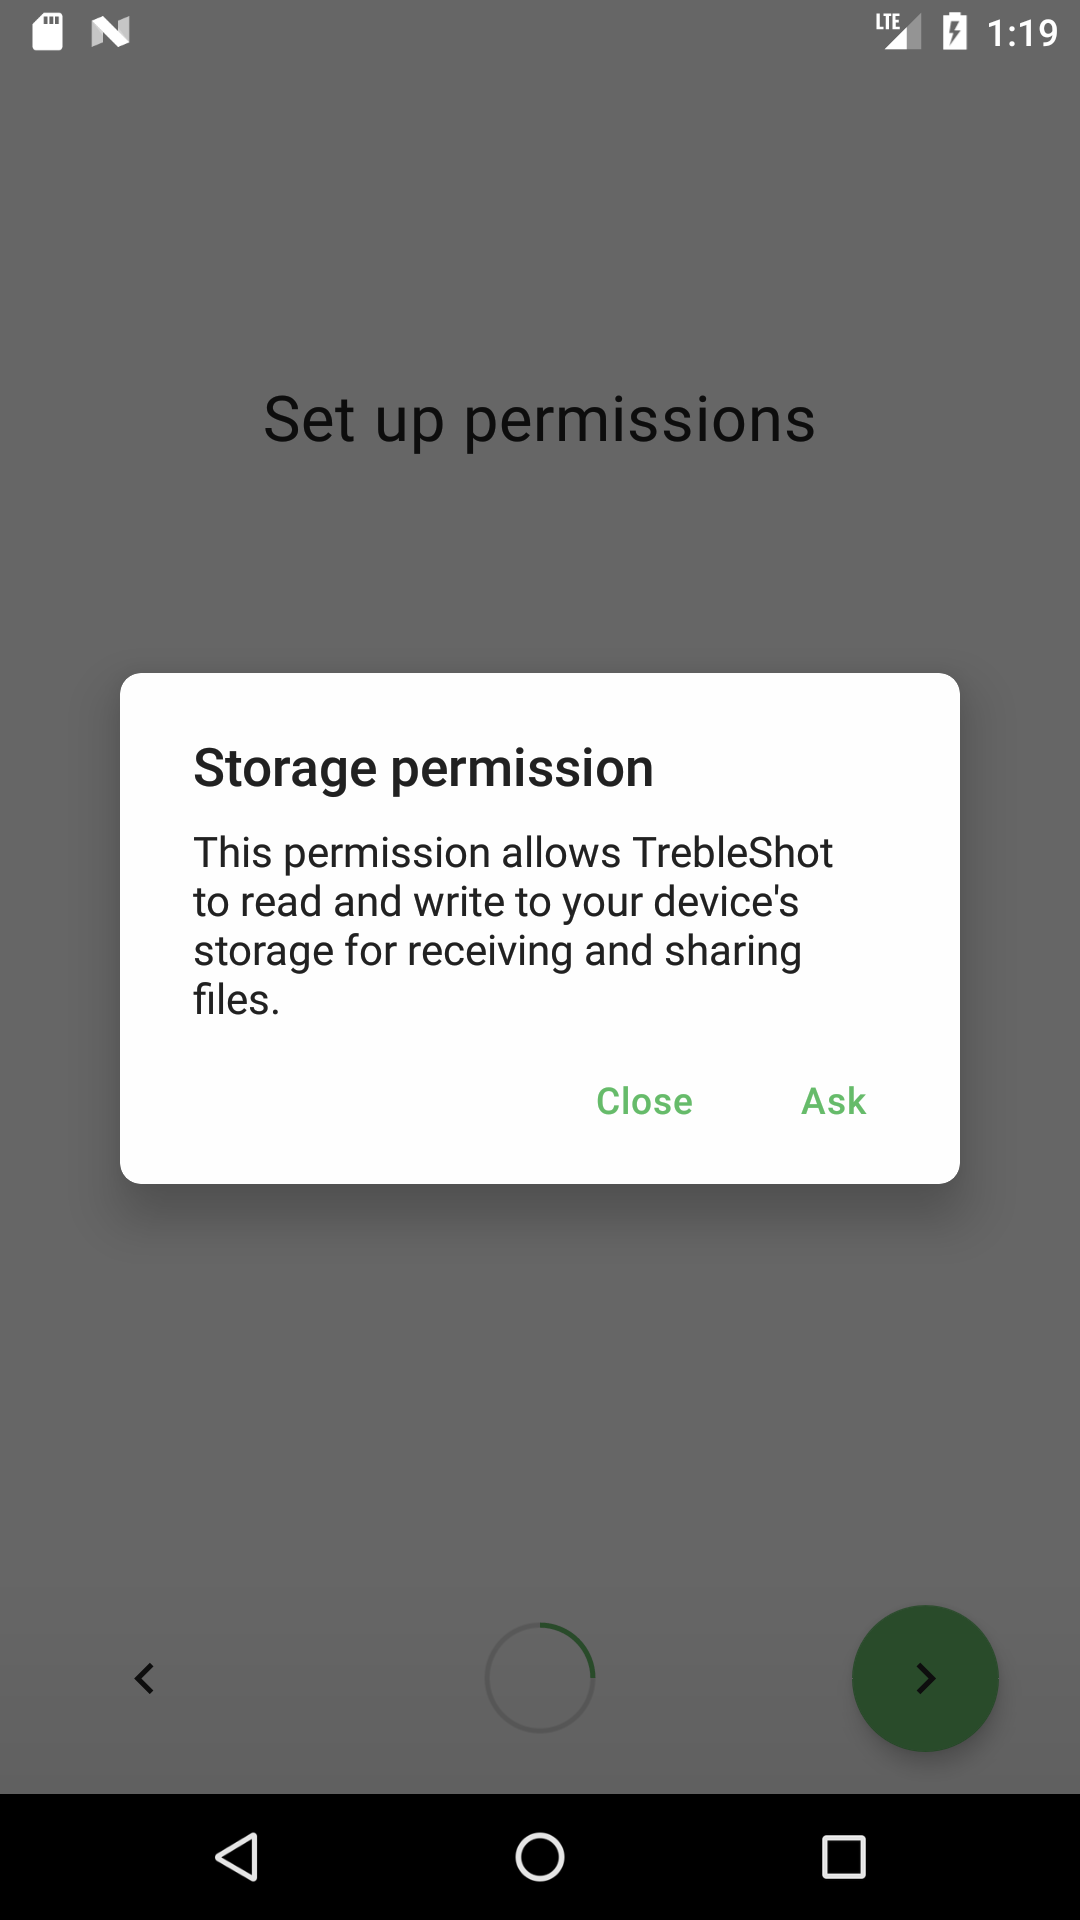 LTE 1:19
Set up permissions
Storage permission
This permission allows TrebleShot
to read and write to your device's
storage for receiving and sharing
files.
Close Ask